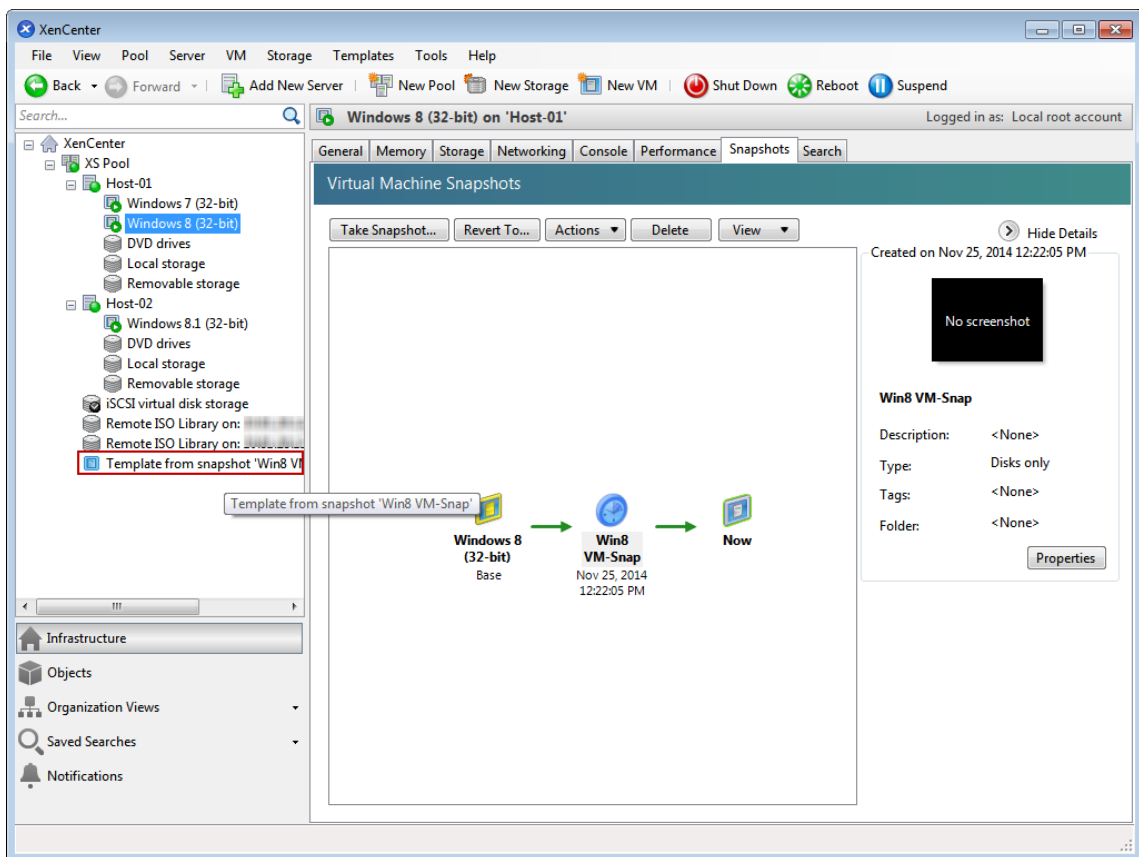 XenCenter
File View Pool Server VM Storage Templates Tools Help
Back Forward Add New Server New Pool New Storage New VM Shut Down Reboot Suspend
Search...
Windows 8 (32-bit) on 'Host-01'
Logged in as: Local root account
XenCenter
XS Pool
Host-01
Windows 7 (32-bit)
Windows 8 (32-bit)
DVD drives
Local storage
Removable storage
Host-02
Windows 8.1 (32-bit)
DVD drives
Local storage
Removable storage
iSCSI virtual disk storage
Remote ISO Library on:
Remote ISO Library on:
Template from snapshot 'Win8 VM
Template from snapshot 'Win8 VM-Snap'
Infrastructure
Objects
Organization Views
Saved Searches
Notifications
General Memory Storage Networking Console Performance Snapshots Search
Virtual Machine Snapshots
Take Snapshot... Revert To... Actions Delete View
Hide Details
Windows 8
(32-bit)
Base
Win8
VM-Snap
Nov 25, 2014
12:22:05 PM
Now
Created on Nov 25, 2014 12:22:05 PM
No screenshot
Win8 VM-Snap
Description: <None>
Type: Disks only
Tags: <None>
Folder: <None>
Properties